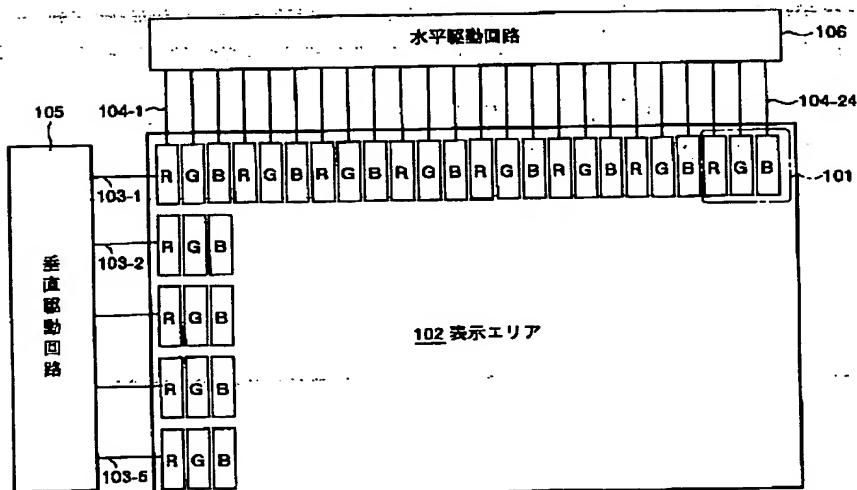 水平駆動回路
106
104-1
104-24
105
R G B R G B R G B R G B R G B R G B R G B R G B
101
103-1
103-2
R G B
垂直駆動回路
R G B
102 表示エリア
R G B
103-5
R G B